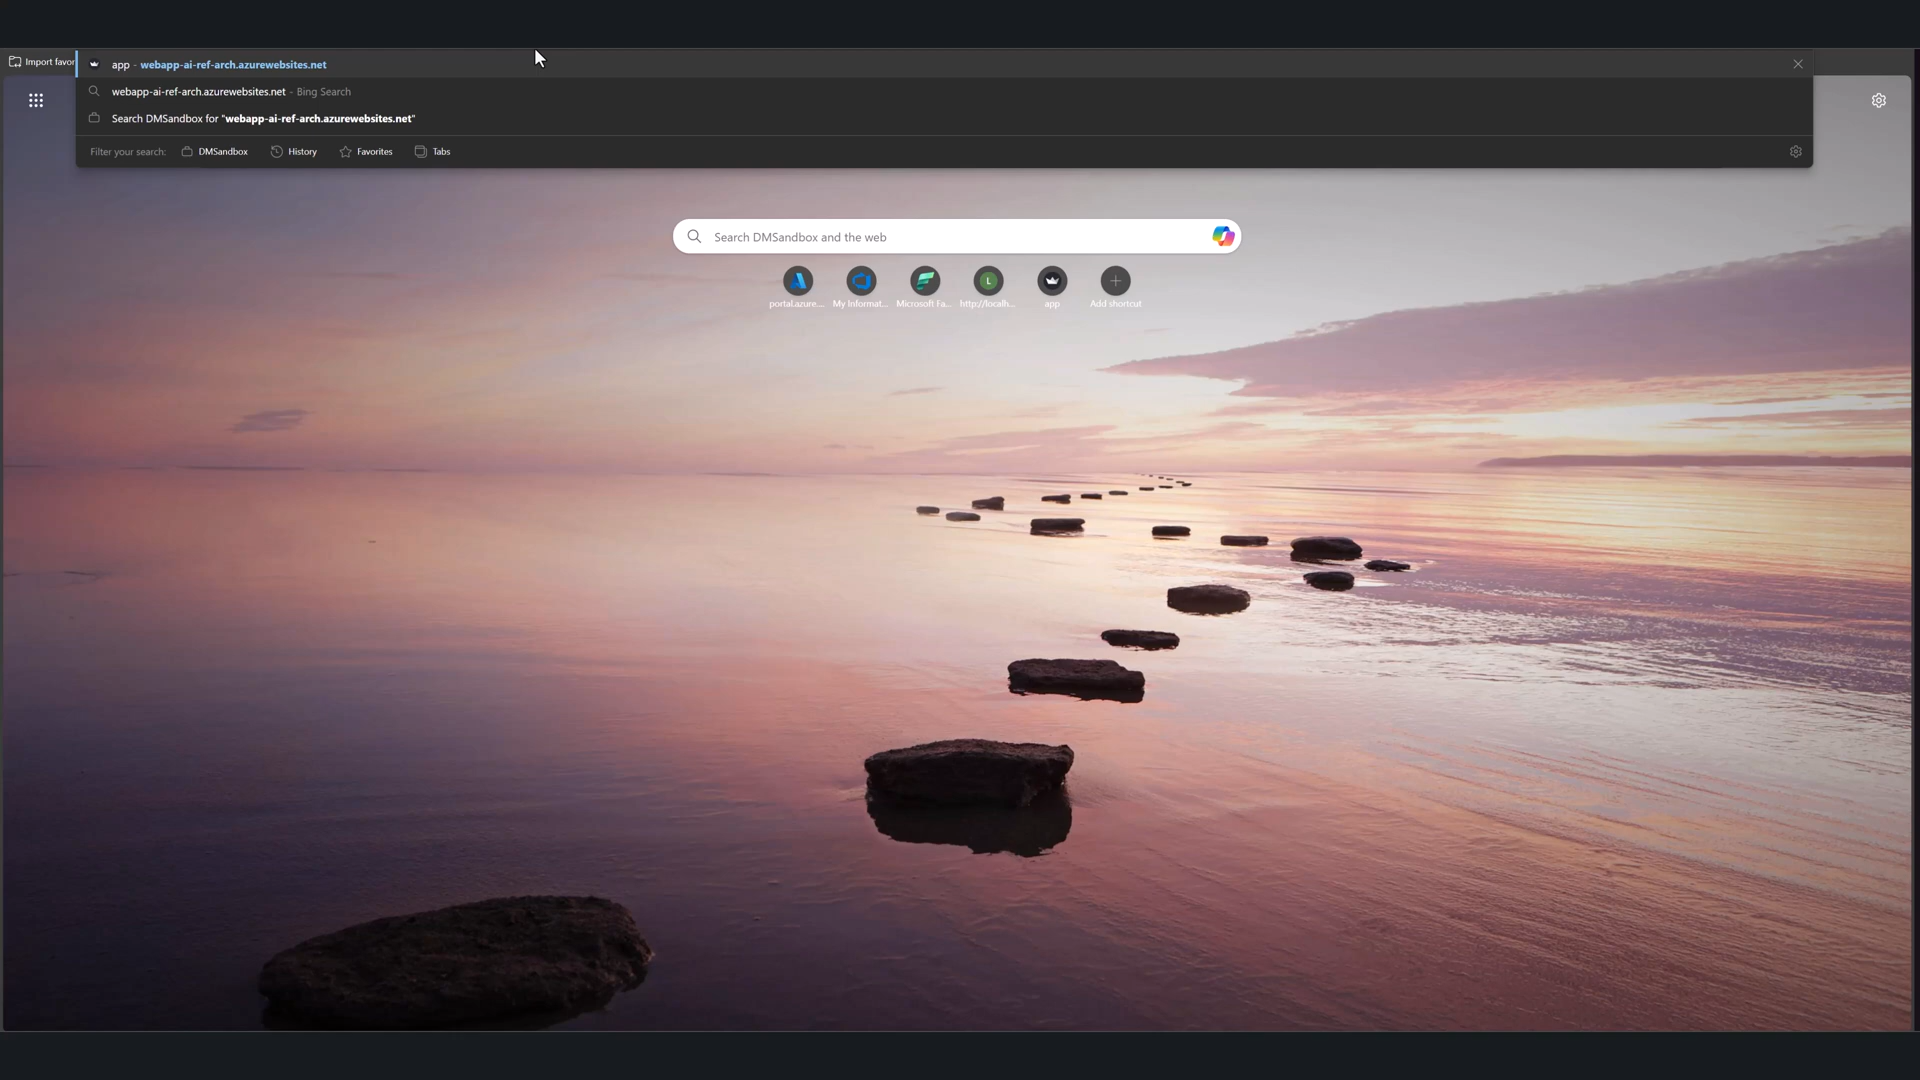 Import favor
app - webapp-ai-ref-arch.azurewebsites.net
webapp-ai-ref-arch.azurewebsites.net - Bing Search
Search DMSandbox for "webapp-ai-ref-arch.azurewebsites.net"
Filter your search: DMSandbox History Favorites Tabs
Search DMSandbox and the web
L
portal.azure... My Informat... Microsoft Fa... http://localh... app Add shortcut